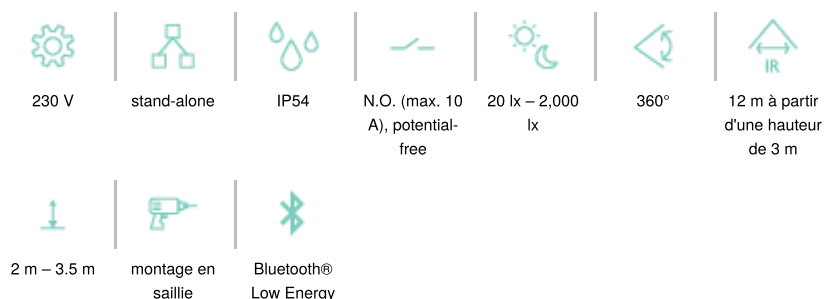 IR
230 V
stand-alone
IP54
N.O. (max. 10
A), potential-
free
20 lx – 2,000
lx
360°
12 m à partir
d'une hauteur
de 3 m
2 m – 3.5 m
montage en
saillie
Bluetooth®
Low Energy